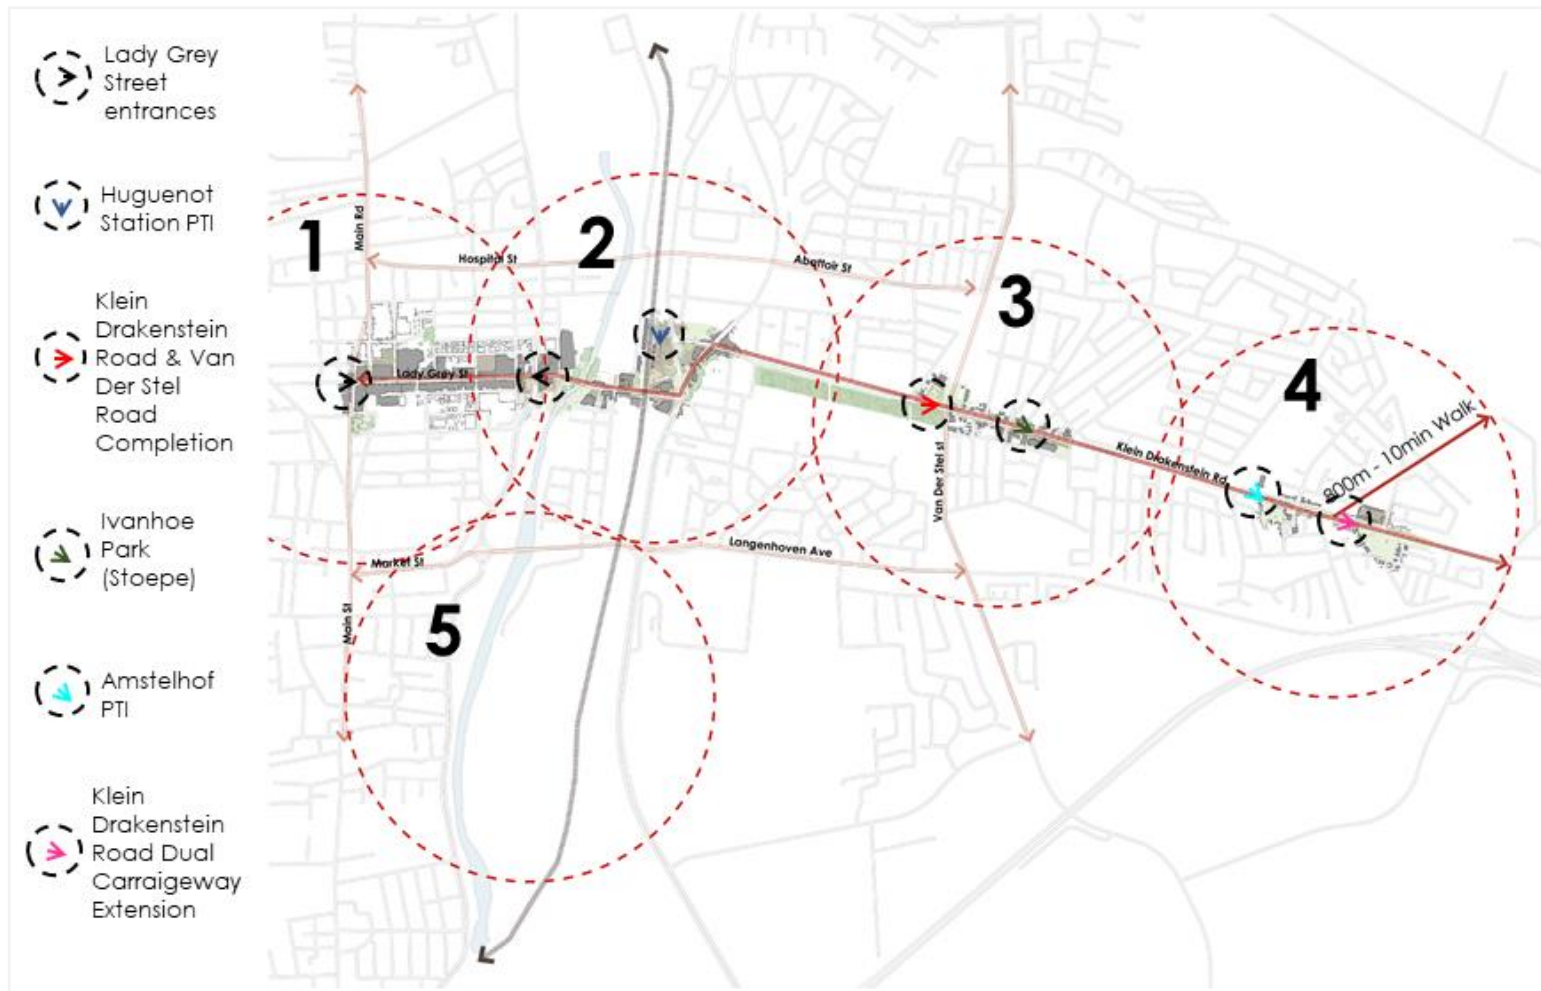 Lady Grey
Street
entrances
Huguenot
Station PTI
Klein
Drakenstein
Road & Van
Der Stel
Road
Completion
Ivanhoe
Park
(Stoepe)
Amstelhof
PTI
Klein
Drakenstein
Road Dual
Carraigeway
Extension
1
2
3
4
5
Main Rd
Hospital St
Abattoir St
Lady Grey St
Van Der Stel st
Klein Drakenstein Rd
800m - 10min Walk
Market St
Langenhoven Ave
Main St